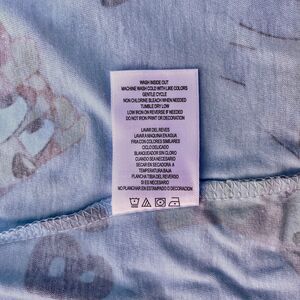 WASH INSIDE OUT
MACHINE WASH COLD WITH LIKE COLORS
GENTLE CYCLE
NON CHLORINE BLEACH WHEN NEEDED
TUMBLE DRY LOW
LOW IRON ON REVERSE IF NEEDED
DO NOT IRON PRINT OR DECORATION
LAVAR DEL REVES
LAVAR A MAQUINA EN AGUA
FRIA CON COLORES SIMILARES
CICLO DELICADO
BLANQUEADOR SIN CLORO
CUANDO SEA NECESARIO
SECAR EN SECADORA A
TEMPERATURA BAJA
PLANCHA TIBIA DEL REVERSO
SI ES NECESARIO
NO PLANCHAR EN ESTAMPADO O DECORACION